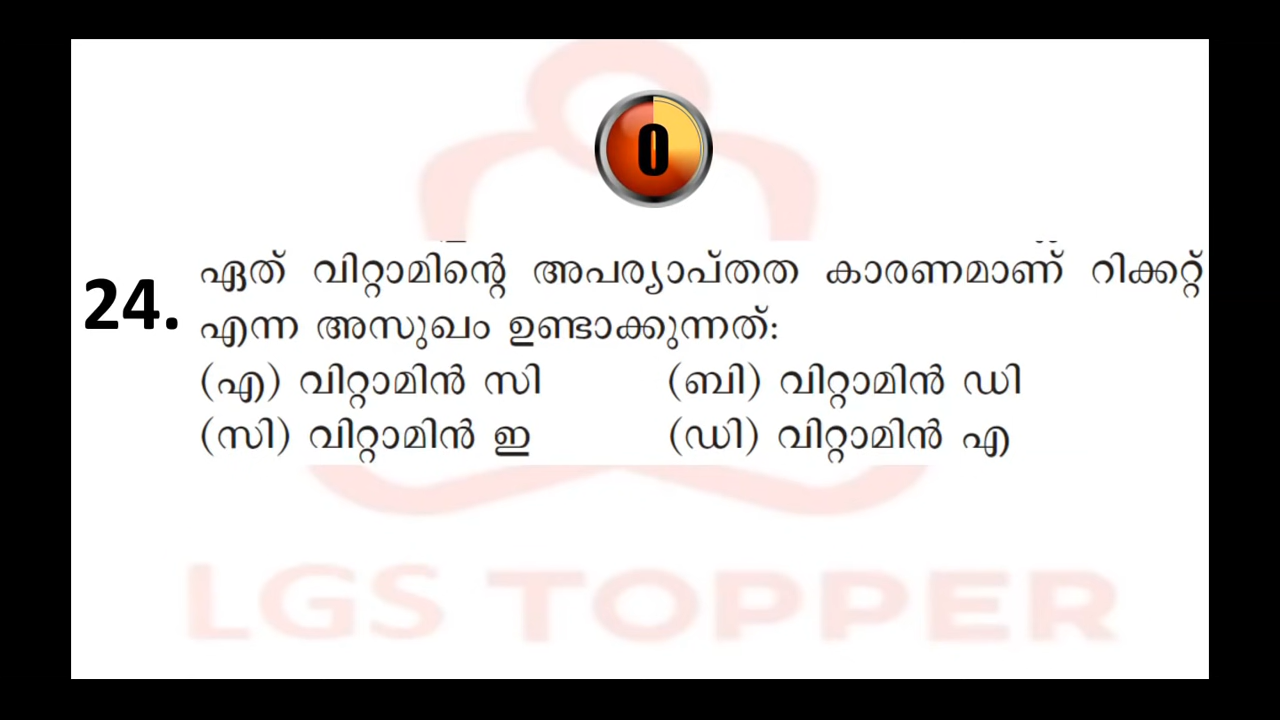 0
24.
ഏത് വിറ്റാമിന്റെ അപര്യാപ്തത കാരണമാണ് റിക്കറ്റ്
എന്ന അസുഖം ഉണ്ടാക്കുന്നത്:
(എ) വിറ്റാമിൻ സി (ബി) വിറ്റാമിൻ ഡി
(സി) വിറ്റാമിൻ ഇ (ഡി) വിറ്റാമിൻ എ
LGS TOPPER